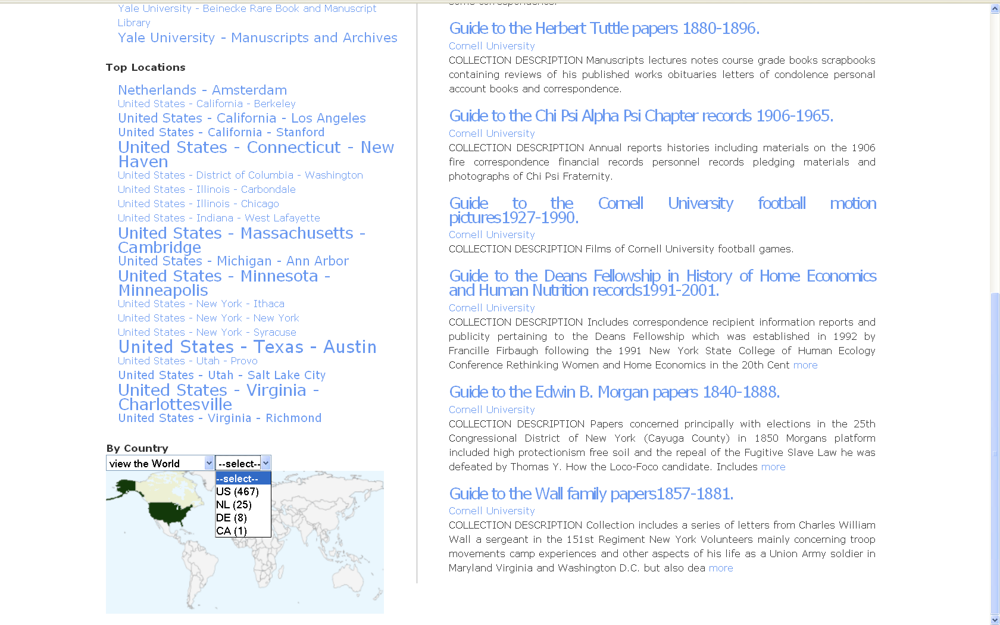 Yale University - Beinecke Rare Book and Manuscript
Library
Yale University - Manuscripts and Archives
Top Locations
Netherlands - Amsterdam
United States - California - Berkeley
United States - California - Los Angeles
United States - California - Stanford
United States - Connecticut - New
Haven
United States - District of Columbia - Washington
United States - Illinois - Carbondale
United States - Illinois - Chicago
United States - Indiana - West Lafayette
United States - Massachusetts -
Cambridge
United States - Michigan - Ann Arbor
United States - Minnesota -
Minneapolis
United States - New York - Ithaca
United States - New York - New York
United States - New York - Syracuse
United States - Texas - Austin
United States - Utah - Provo
United States - Utah - Salt Lake City
United States - Virginia -
Charlottesville
United States - Virginia - Richmond
By Country
view the World
--select--
--select--
US (467)
NL (25)
DE (8)
CA (1)
some correspondence.
Guide to the Herbert Tuttle papers 1880-1896.
Cornell University
COLLECTION DESCRIPTION Manuscripts lectures notes course grade books scrapbooks
containing reviews of his published works obituaries letters of condolence personal
account books and correspondence.
Guide to the Chi Psi Alpha Psi Chapter records 1906-1965.
Cornell University
COLLECTION DESCRIPTION Annual reports histories including materials on the 1906
fire correspondence financial records personnel records pledging materials and
photographs of Chi Psi Fraternity.
Guide to the Cornell University football motion
pictures1927-1990.
Cornell University
COLLECTION DESCRIPTION Films of Cornell University football games.
Guide to the Deans Fellowship in History of Home Economics
and Human Nutrition records1991-2001.
Cornell University
COLLECTION DESCRIPTION Includes correspondence recipient information reports and
publicity pertaining to the Deans Fellowship which was established in 1992 by
Francille Firbaugh following the 1991 New York State College of Human Ecology
Conference Rethinking Women and Home Economics in the 20th Cent more
Guide to the Edwin B. Morgan papers 1840-1888.
Cornell University
COLLECTION DESCRIPTION Papers concerned principally with elections in the 25th
Congressional District of New York (Cayuga County) in 1850 Morgans platform
included high protectionism free soil and the repeal of the Fugitive Slave Law he was
defeated by Thomas Y. How the Loco-Foco candidate. Includes more
Guide to the Wall family papers1857-1881.
Cornell University
COLLECTION DESCRIPTION Collection includes a series of letters from Charles William
Wall a sergeant in the 151st Regiment New York Volunteers mainly concerning troop
movements camp experiences and other aspects of his life as a Union Army soldier in
Maryland Virginia and Washington D.C. but also dea more